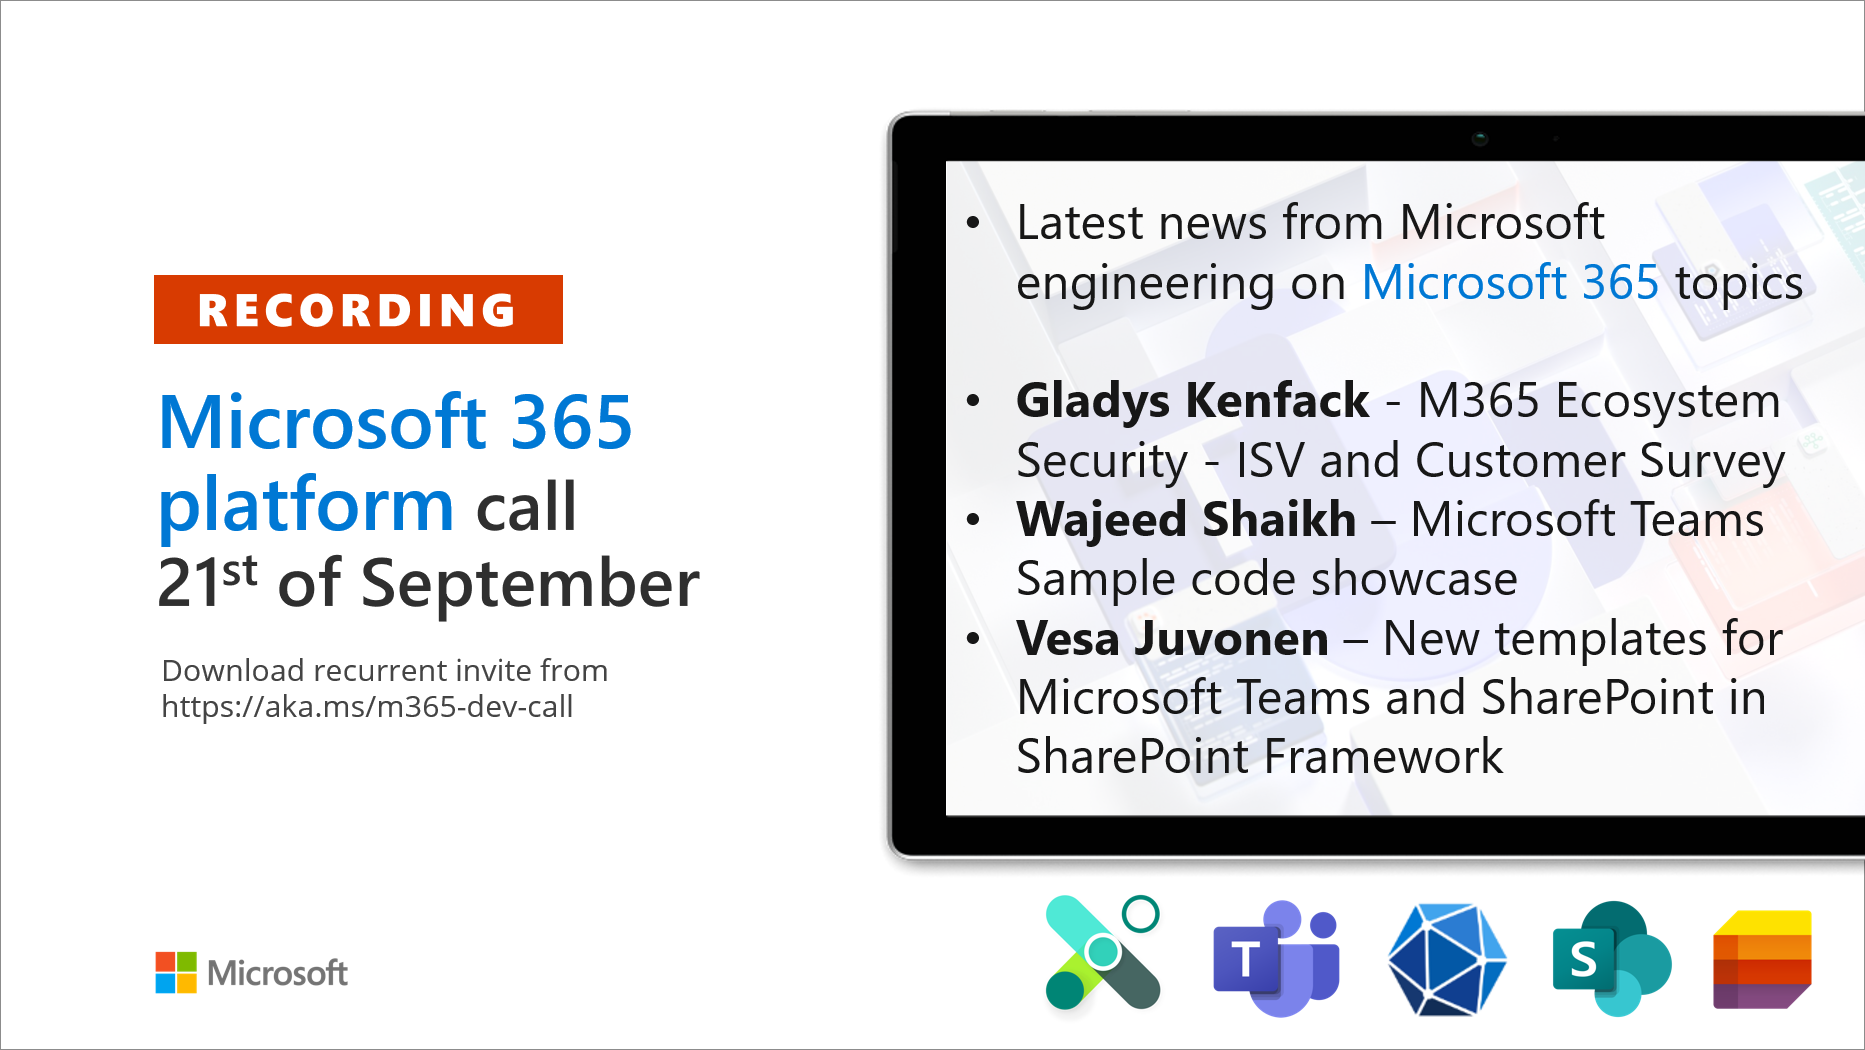 RECORDING
Microsoft 365
platform call
21st of September
Download recurrent invite from
https://aka.ms/m365-dev-call
Microsoft
• Latest news from Microsoft
engineering on Microsoft 365 topics
• Gladys Kenfack - M365 Ecosystem
Security - ISV and Customer Survey
• Wajeed Shaikh – Microsoft Teams
Sample code showcase
• Vesa Juvonen – New templates for
Microsoft Teams and SharePoint in
SharePoint Framework
T
S